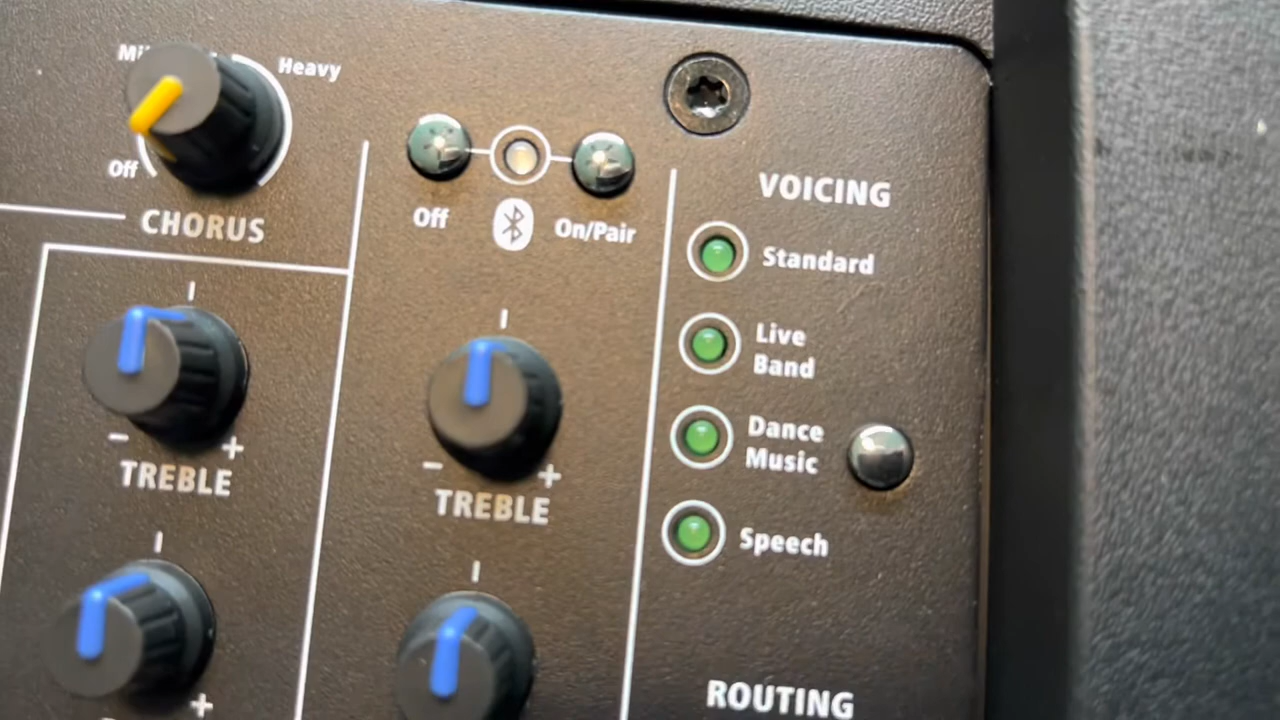 Heavy
Off
CHORUS
Off
On/Pair
TREBLE
TREBLE
VOICING
Standard
Live
Band
Dance
Music
Speech
ROUTING